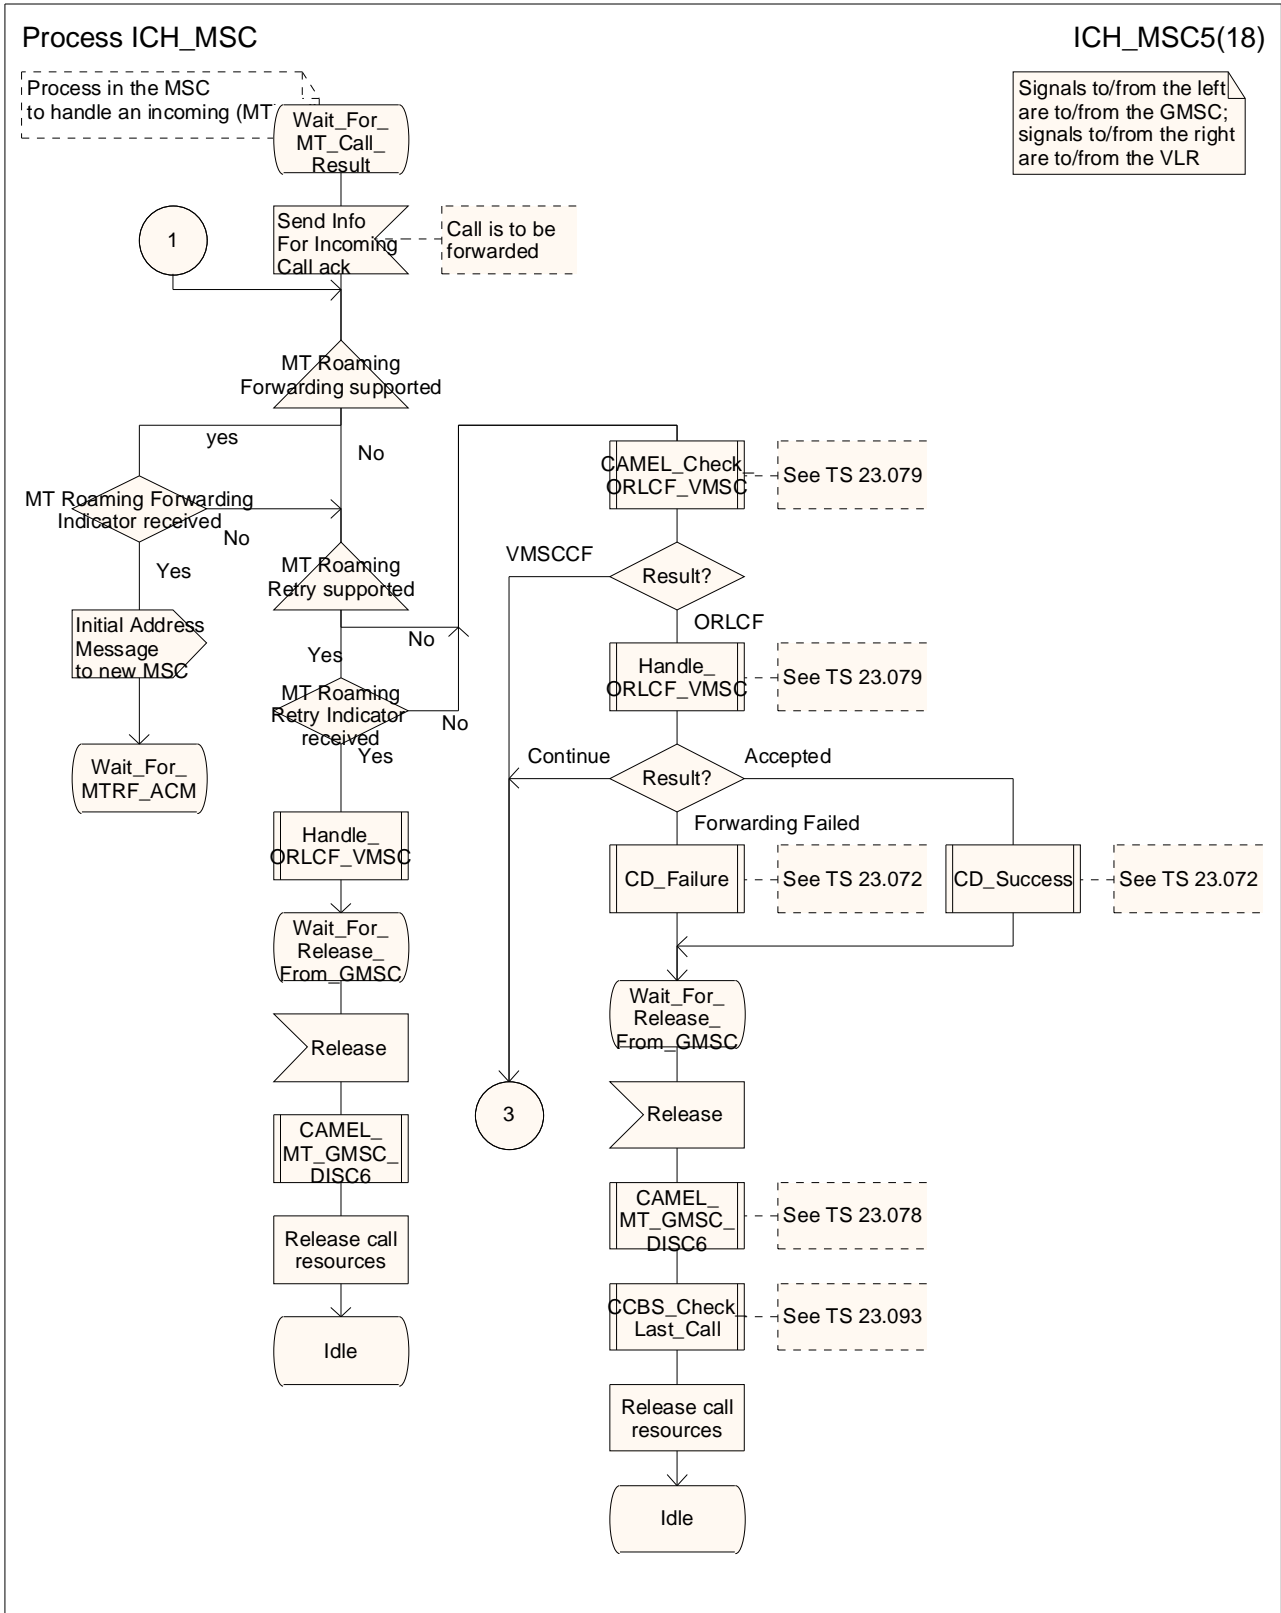 Process ICH_MSC
ICH_MSC5(18)
Process in the MSC
to handle an incoming (MT
Signals to/from the left
are to/from the GMSC;
signals to/from the right
are to/from the VLR
Wait_For_
MT_Call_
Result
1
Send Info
For Incoming
Call ack
Call is to be
forwarded
MT Roaming
Forwarding supported
yes
No
MT Roaming Forwarding
Indicator received
No
Yes
MT Roaming
Retry supported
No
Yes
Initial Address
Message
to new MSC
MT Roaming
Retry Indicator
received
No
Yes
Wait_For_
MTRF_ACM
Handle_
ORLCF_VMSC
Wait_For_
Release_
From_GMSC
Release
CAMEL_
MT_GMSC_
DISC6
Release call
resources
Idle
CAMEL_Check_
ORLCF_VMSC
See TS 23.079
VMSCCF
Result?
ORLCF
Handle_
ORLCF_VMSC
See TS 23.079
Continue
Result?
Accepted
Forwarding Failed
CD_Failure
See TS 23.072
CD_Success
See TS 23.072
Wait_For_
Release_
From_GMSC
3
Release
CAMEL_
MT_GMSC_
DISC6
See TS 23.078
CCBS_Check_
Last_Call
See TS 23.093
Release call
resources
Idle